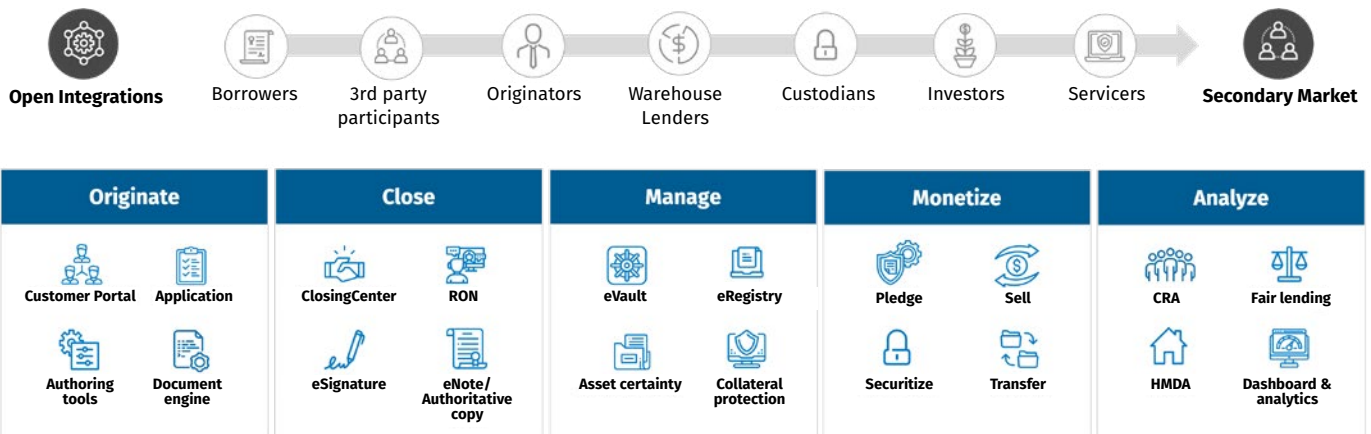 Open Integrations
Borrowers
3rd party
participants
Originators
Warehouse
Lenders
Custodians
Investors
Servicers
Secondary Market
Originate
Customer Portal
Application
Authoring
tools
Document
engine
Close
ClosingCenter
RON
eSignature
eNote/
Authoritative
copy
Manage
eVault
eRegistry
Asset certainty
Collateral
protection
Monetize
Pledge
Sell
Securitize
Transfer
Analyze
CRA
Fair lending
HMDA
Dashboard &
analytics